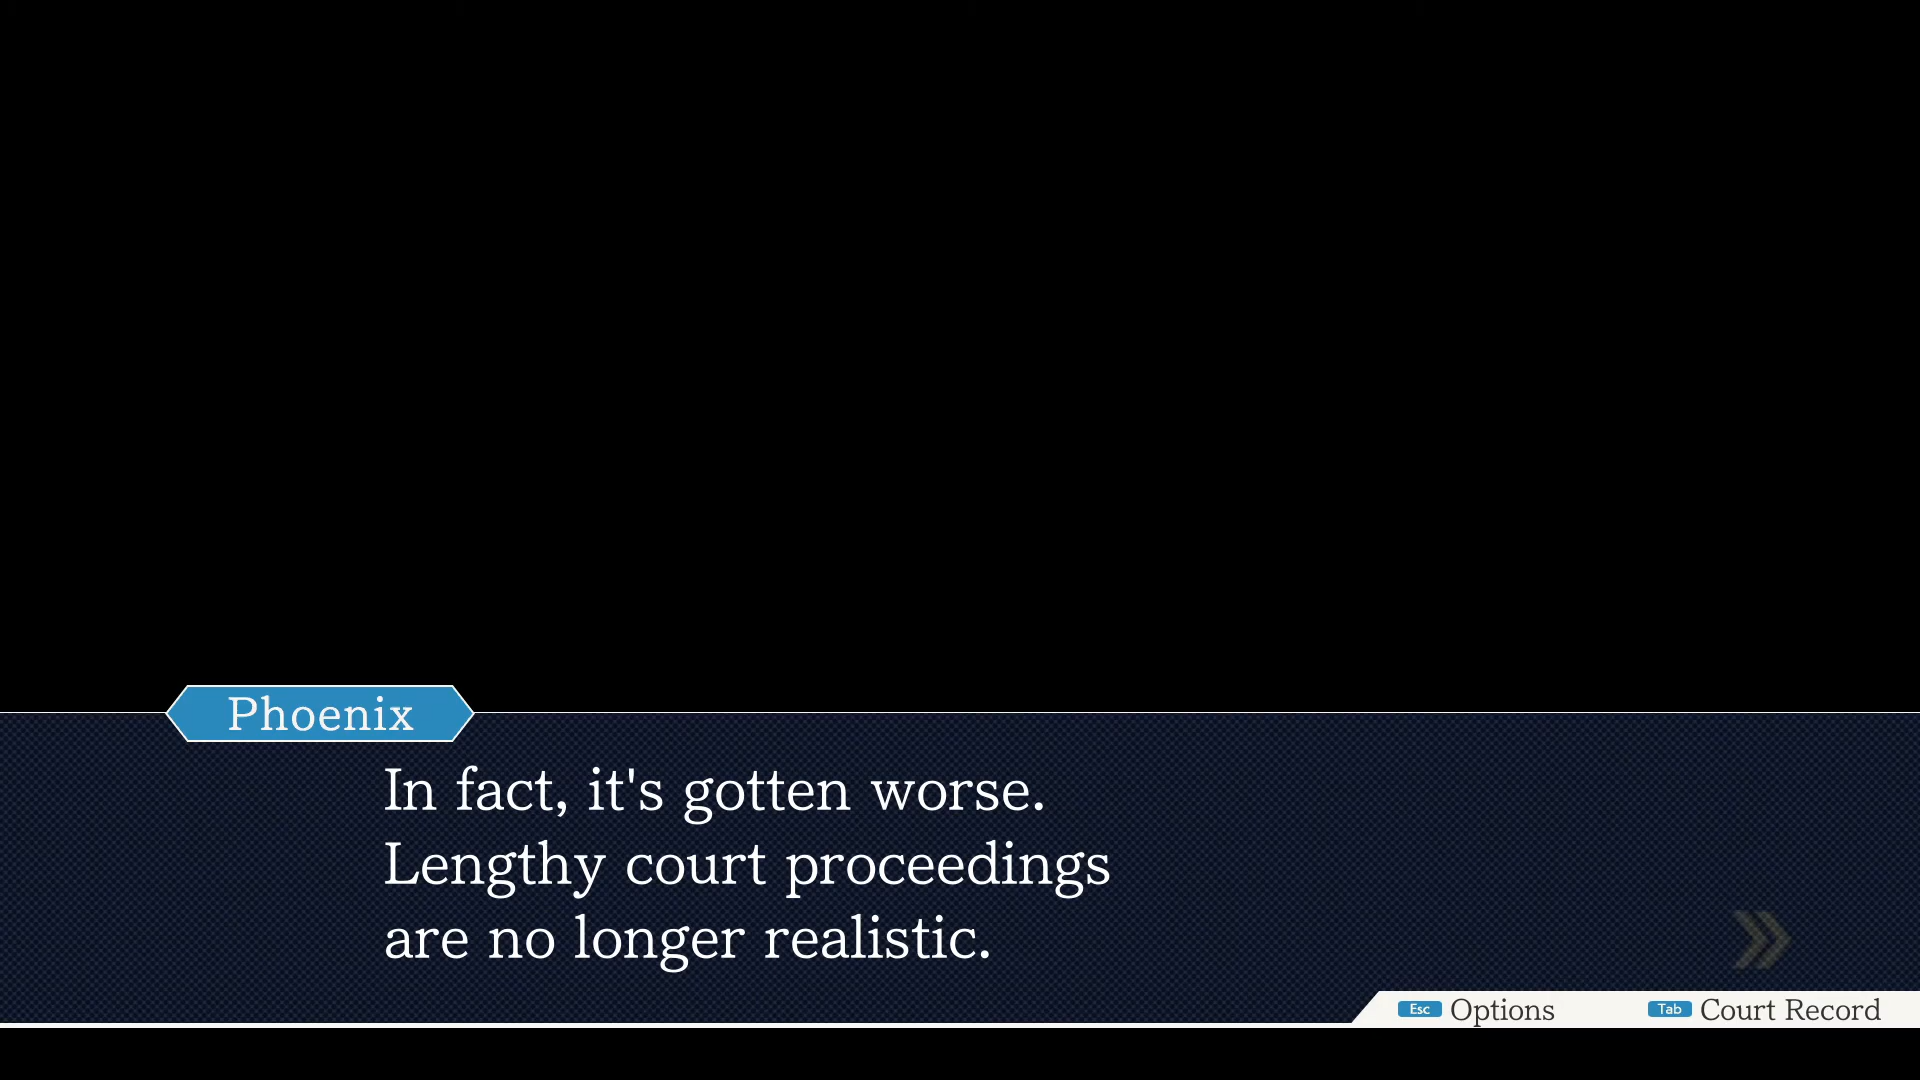 Phoenix
In fact, it's gotten worse.
Lengthy court proceedings
are no longer realistic.
Esc Options Tab Court Record